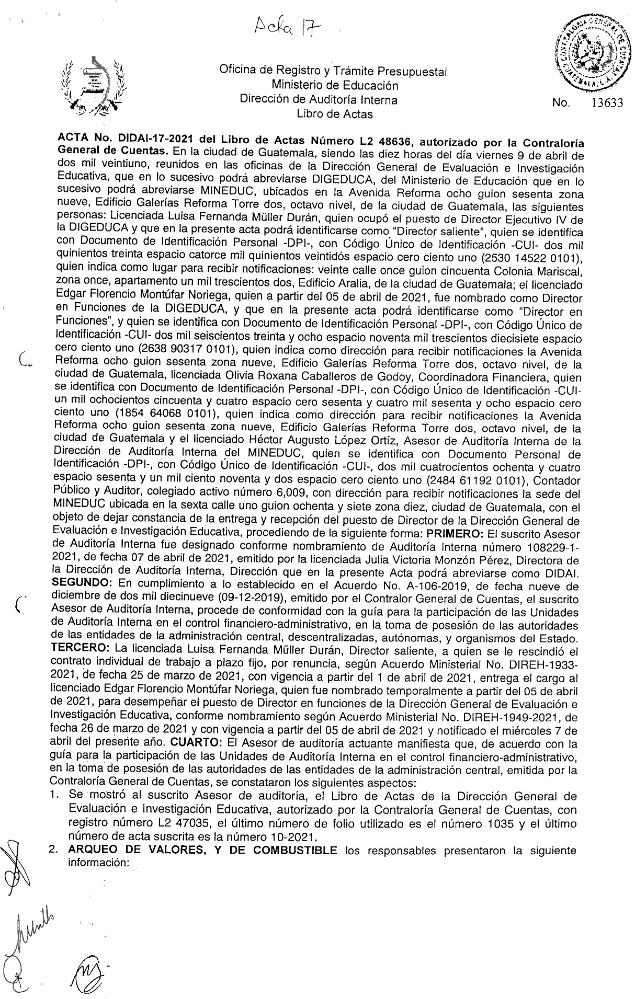 Acta 17
CONTRALORIA GENERAL DE CUENTAS
GUATEMALA, C.A.
Oficina de Registro y Trámite Presupuestal
Ministerio de Educación
Dirección de Auditoría Interna
Libro de Actas
No. 13633
ACTA No. DIDAI-17-2021 del Libro de Actas Número L2 48636, autorizado por la Contraloría
General de Cuentas. En la ciudad de Guatemala, siendo las diez horas del día viernes 9 de abril de
dos mil veintiuno, reunidos en las oficinas de la Dirección General de Evaluación e Investigación
Educativa, que en lo sucesivo podrá abreviarse DIGEDUCA, del Ministerio de Educación que en lo
sucesivo podrá abreviarse MINEDUC, ubicados en la Avenida Reforma ocho guion sesenta zona
nueve, Edificio Galerías Reforma Torre dos, octavo nivel, de la ciudad de Guatemala, las siguientes
personas: Licenciada Luisa Fernanda Müller Durán, quien ocupó el puesto de Director Ejecutivo IV de
la DIGEDUCA y que en la presente acta podrá identificarse como "Director saliente", quien se identifica
con Documento de Identificación Personal -DPI-, con Código Único de Identificación -CUI- dos mil
quinientos treinta espacio catorce mil quinientos veintidós espacio cero ciento uno (2530 14522 0101),
quien indica como lugar para recibir notificaciones: veinte calle once guion cincuenta Colonia Mariscal,
zona once, apartamento un mil trescientos dos, Edificio Aralia, de la ciudad de Guatemala; el licenciado
Edgar Florencio Montúfar Noriega, quien a partir del 05 de abril de 2021, fue nombrado como Director
en Funciones de la DIGEDUCA, y que en la presente acta podrá identificarse como "Director en
Funciones", y quien se identifica con Documento de Identificación Personal -DPI-, con Código Único de
Identificación -CUI- dos mil seiscientos treinta y ocho espacio noventa mil trescientos diecisiete espacio
cero ciento uno (2638 90317 0101), quien indica como dirección para recibir notificaciones la Avenida
Reforma ocho guion sesenta zona nueve, Edificio Galerías Reforma Torre dos, octavo nivel, de la
ciudad de Guatemala, licenciada Olivia Roxana Caballeros de Godoy, Coordinadora Financiera, quien
se identifica con Documento de Identificación Personal -DPI-, con Código Único de Identificación -CUI-
un mil ochocientos cincuenta y cuatro espacio cero sesenta y cuatro mil sesenta y ocho espacio cero
ciento uno (1854 64068 0101), quien indica como dirección para recibir notificaciones la Avenida
Reforma ocho guion sesenta zona nueve, Edificio Galerías Reforma Torre dos, octavo nivel, de la
ciudad de Guatemala y el licenciado Héctor Augusto López Ortíz, Asesor de Auditoría Interna de la
Dirección de Auditoría Interna del MINEDUC, quien se identifica con Documento Personal de
Identificación -DPI-, con Código Único de Identificación -CUI-, dos mil cuatrocientos ochenta y cuatro
espacio sesenta y un mil ciento noventa y dos espacio cero ciento uno (2484 61192 0101), Contador
Público y Auditor, colegiado activo número 6,009, con dirección para recibir notificaciones la sede del
MINEDUC ubicada en la sexta calle uno guion ochenta y siete zona diez, ciudad de Guatemala, con el
objeto de dejar constancia de la entrega y recepción del puesto de Director de la Dirección General de
Evaluación e Investigación Educativa, procediendo de la siguiente forma: PRIMERO: El suscrito Asesor
de Auditoría Interna fue designado conforme nombramiento de Auditoría Interna número 108229-1-
2021, de fecha 07 de abril de 2021, emitido por la licenciada Julia Victoria Monzón Pérez, Directora de
la Dirección de Auditoría Interna, Dirección que en la presente Acta podrá abreviarse como DIDAI.
SEGUNDO: En cumplimiento a lo establecido en el Acuerdo No. A-106-2019, de fecha nueve de
diciembre de dos mil diecinueve (09-12-2019), emitido por el Contralor General de Cuentas, el suscrito
Asesor de Auditoría Interna, procede de conformidad con la guía para la participación de las Unidades
de Auditoría Interna en el control financiero-administrativo, en la toma de posesión de las autoridades
de las entidades de la administración central, descentralizadas, autónomas, y organismos del Estado.
TERCERO: La licenciada Luisa Fernanda Müller Durán, Director saliente, a quien se le rescindió el
contrato individual de trabajo a plazo fijo, por renuncia, según Acuerdo Ministerial No. DIREH-1933-
2021, de fecha 25 de marzo de 2021, con vigencia a partir del 1 de abril de 2021, entrega el cargo al
licenciado Edgar Florencio Montúfar Noriega, quien fue nombrado temporalmente a partir del 05 de abril
de 2021, para desempeñar el puesto de Director en funciones de la Dirección General de Evaluación e
Investigación Educativa, conforme nombramiento según Acuerdo Ministerial No. DIREH-1949-2021, de
fecha 26 de marzo de 2021 y con vigencia a partir del 05 de abril de 2021 y notificado el miércoles 7 de
abril del presente año. CUARTO: El Asesor de auditoría actuante manifiesta que, de acuerdo con la
guía para la participación de las Unidades de Auditoría Interna en el control financiero-administrativo,
en la toma de posesión de las autoridades de las entidades de la administración central, emitida por la
Contraloría General de Cuentas, se constataron los siguientes aspectos:
1. Se mostró al suscrito Asesor de auditoría, el Libro de Actas de la Dirección General de
Evaluación e Investigación Educativa, autorizado por la Contraloría General de Cuentas, con
registro número L2 47035, el último número de folio utilizado es el número 1035 y el último
número de acta suscrita es la número 10-2021.
2. ARQUEO DE VALORES, Y DE COMBUSTIBLE los responsables presentaron la siguiente
información: